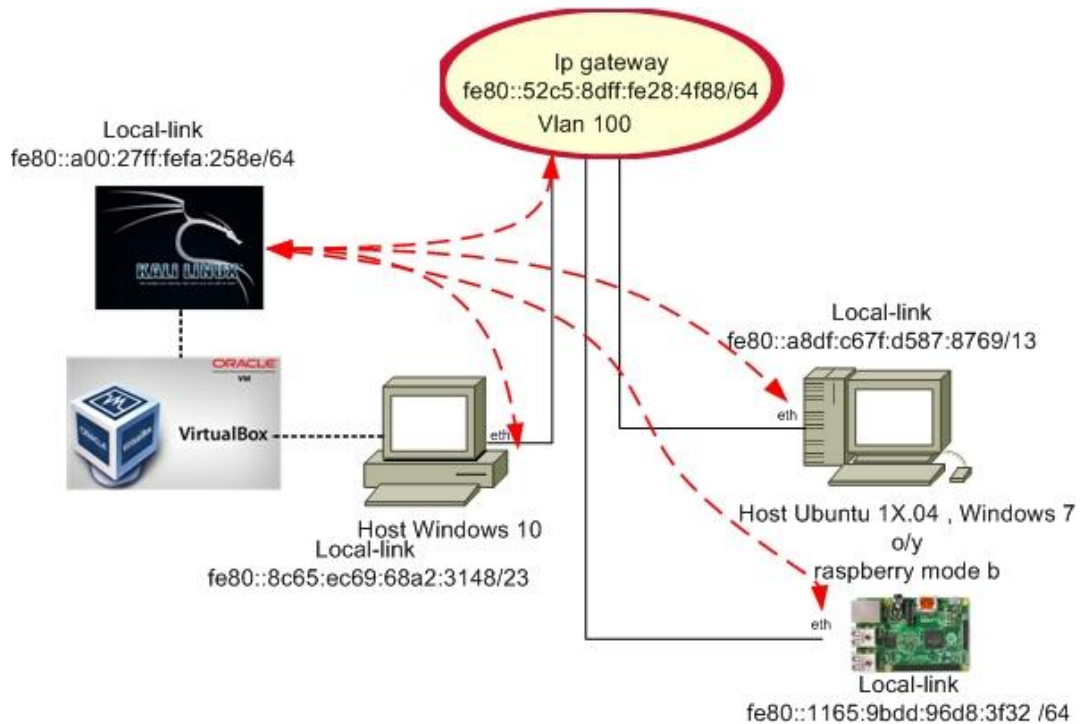 Ip gateway
fe80::52c5:8dff:fe28:4f88/64
Vlan 100
Local-link
fe80::a00:27ff:fefa:258e/64
KALI LINUX
ORACLE
VM
VirtualBox
eth
Host Windows 10
Local-link
fe80::8c65:ec69:68a2:3148/23
Local-link
fe80::a8df:c67f:d587:8769/13
eth
Host Ubuntu 1X.04 , Windows 7
o/y
raspberry mode b
eth
Local-link
fe80::1165:9bdd:96d8:3f32 /64